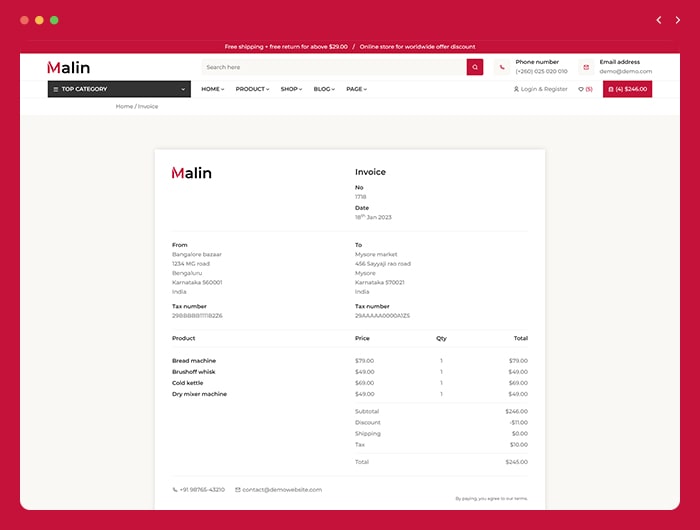 Free shipping + free return for above $29.00 / Online store for worldwide offer discount
Malin
Search here
Phone number
(+260) 025 020 010
Email address
demo@demo.com
TOP CATEGORY
HOME PRODUCT SHOP BLOG PAGE
Login & Register (5) (4) $246.00
Home / Invoice
Malin
Invoice
No
1718
Date
18th Jan 2023
From
Bangalore bazaar
1234 MG road
Bengaluru
Karnataka 560001
India
Tax number
29BBBBB1111B2Z6
To
Mysore market
456 Sayyaji rao road
Mysore
Karnataka 570021
India
Tax number
29AAAAA0000A1Z5
Product Price Qty Total
Bread machine $79.00 1 $79.00
Brushoff whisk $49.00 1 $49.00
Cold kettle $69.00 1 $69.00
Dry mixer machine $49.00 1 $49.00
Subtotal $246.00
Discount -$11.00
Shipping $0.00
Tax $10.00
Total $245.00
+91 98765-43210 contact@demowebsite.com
By paying you agree to our terms.